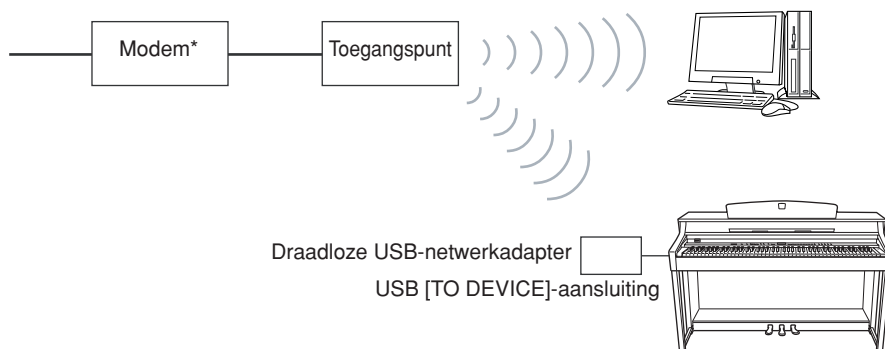 Modem*
Toegangspunt
Draadloze USB-netwerkadapter
USB [TO DEVICE]-aansluiting